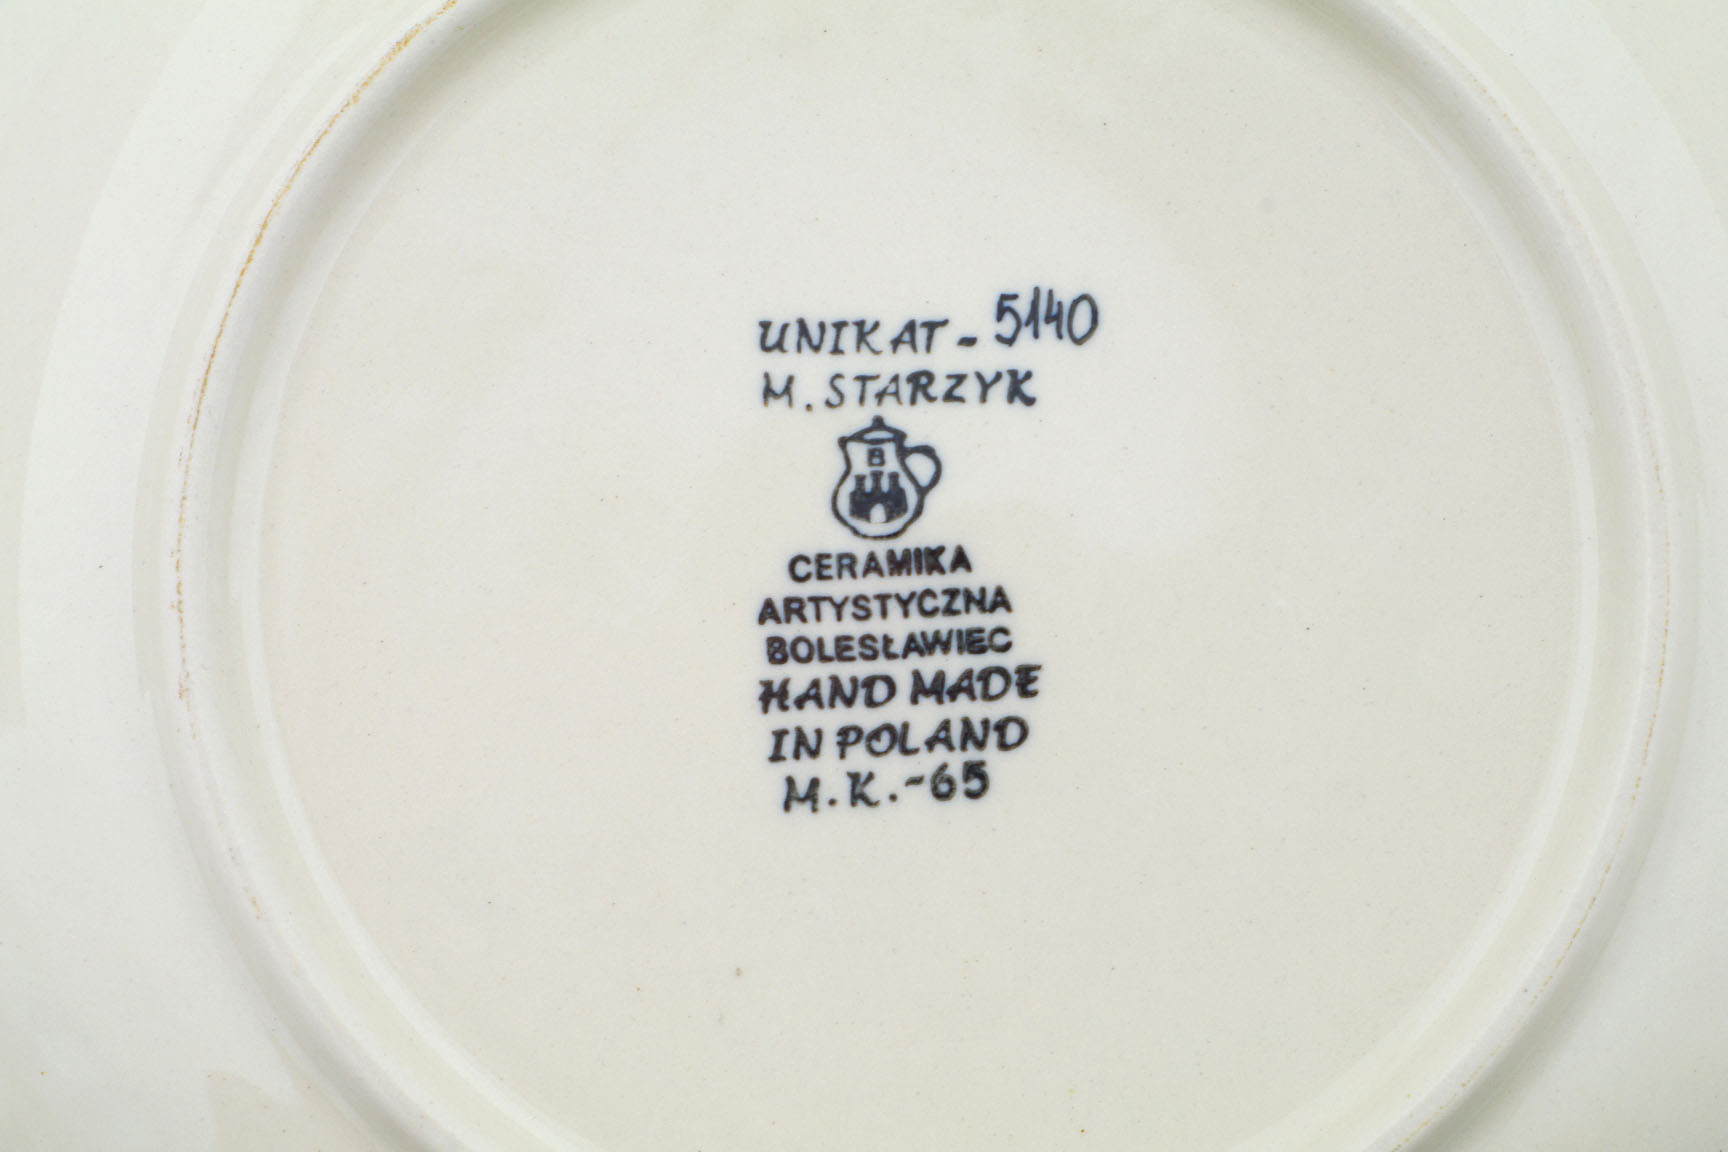 UNIKAT - 5140
M. STARZYK
B
CERAMIKA
ARTYSTYCZNA
BOLESŁAWIEC
HAND MADE
IN POLAND
M.K.-65